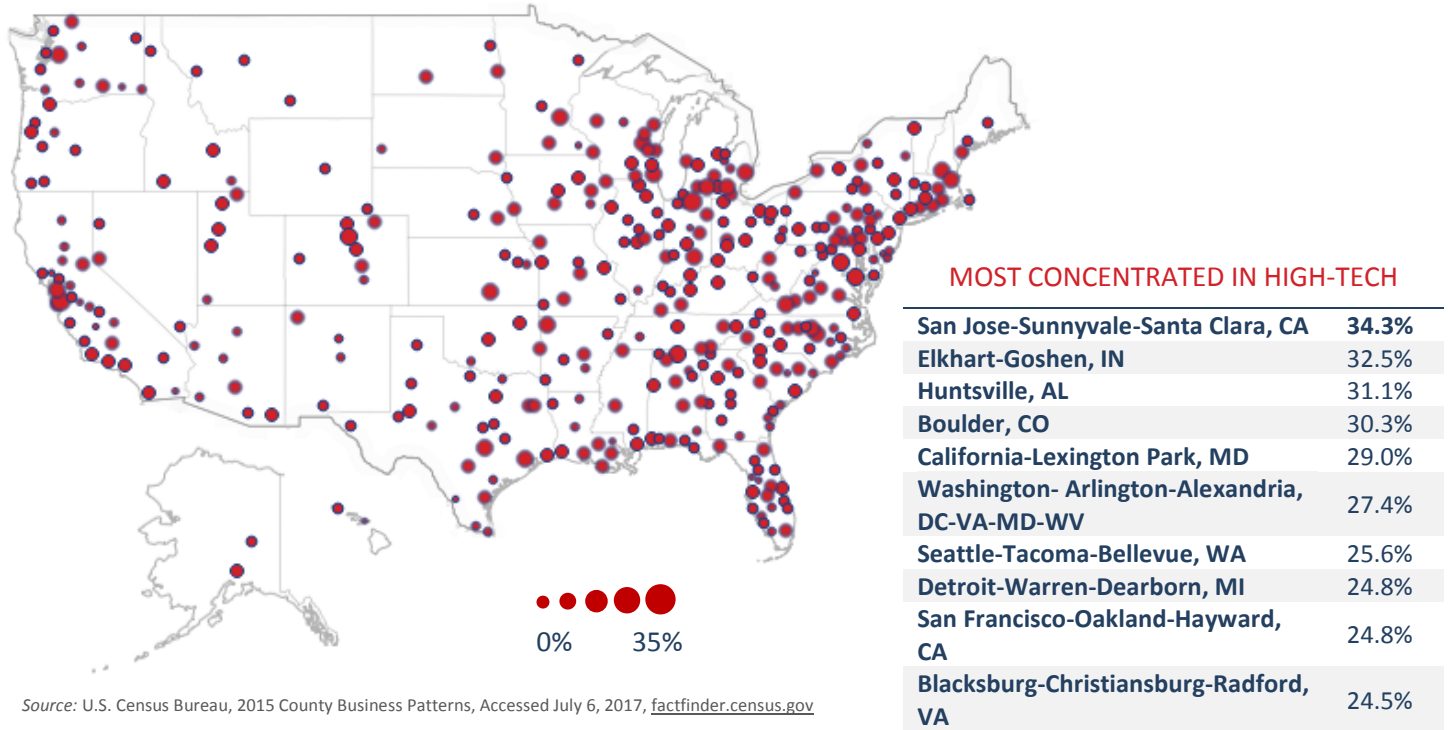 MOST CONCENTRATED IN HIGH-TECH
San Jose-Sunnyvale-Santa Clara, CA 34.3%
Elkhart-Goshen, IN 32.5%
Huntsville, AL 31.1%
Boulder, CO 30.3%
California-Lexington Park, MD 29.0%
Washington- Arlington-Alexandria,
DC-VA-MD-WV 27.4%
Seattle-Tacoma-Bellevue, WA 25.6%
Detroit-Warren-Dearborn, MI 24.8%
San Francisco-Oakland-Hayward,
CA 24.8%
Blacksburg-Christiansburg-Radford,
VA 24.5%
0% 35%
Source: U.S. Census Bureau, 2015 County Business Patterns, Accessed July 6, 2017, factfinder.census.gov